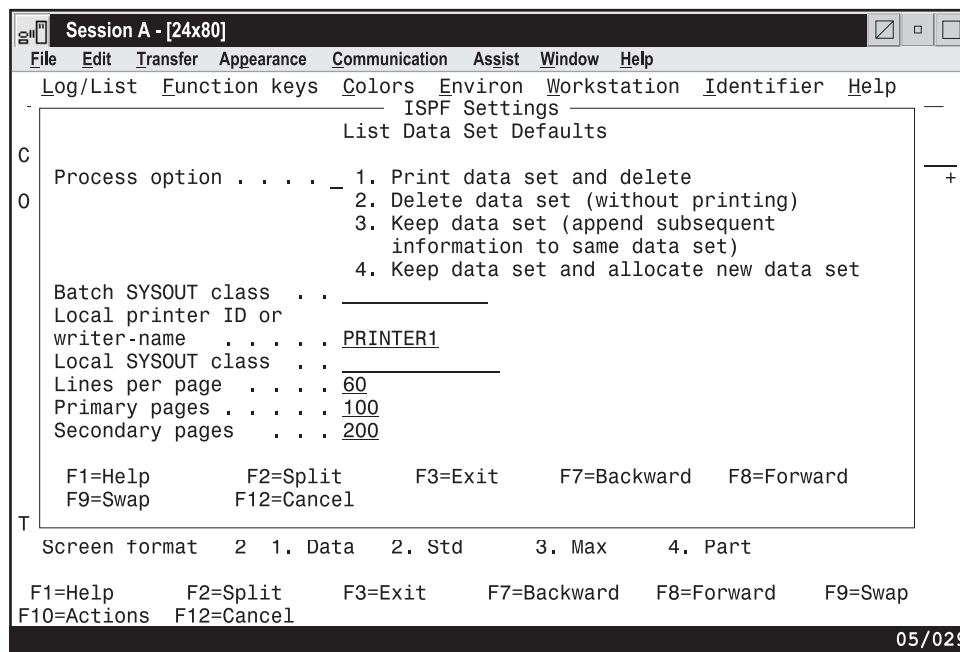 Session A - [24x80]
File Edit Transfer Appearance Communication Assist Window Help
Log/List Function keys Colors Environ Workstation Identifier Help
ISPF Settings
List Data Set Defaults
C
Process option . . . . _ 1. Print data set and delete
+
O 2. Delete data set (without printing)
3. Keep data set (append subsequent
information to same data set)
4. Keep data set and allocate new data set
Batch SYSOUT class . .
Local printer ID or
writer-name . . . . . PRINTER1
Local SYSOUT class . .
Lines per page . . . . 60
Primary pages . . . . . 100
Secondary pages . . . 200
F1=Help F2=Split F3=Exit F7=Backward F8=Forward
F9=Swap F12=Cancel
T
Screen format 2 1. Data 2. Std 3. Max 4. Part
F1=Help F2=Split F3=Exit F7=Backward F8=Forward F9=Swap
F10=Actions F12=Cancel
05/029